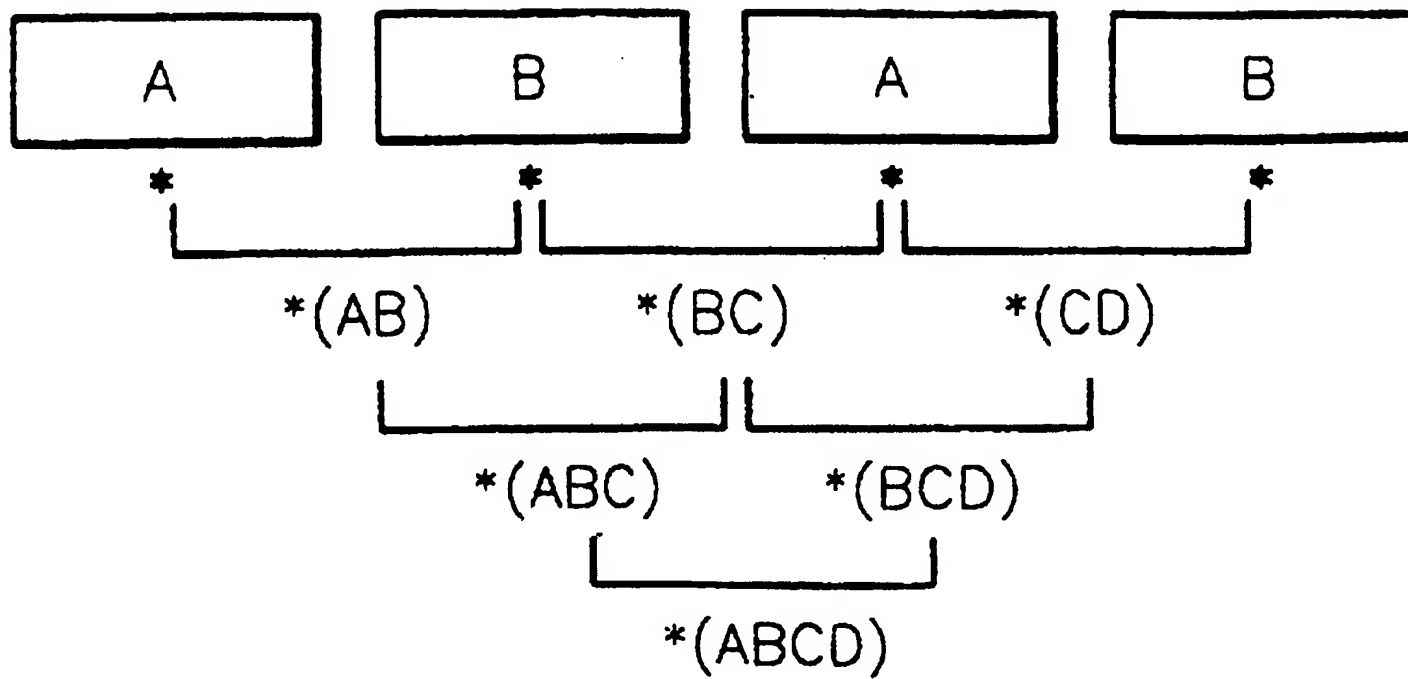 A B A B
* * * *
*(AB) *(BC) *(CD)
*(ABC) *(BCD)
*(ABCD)